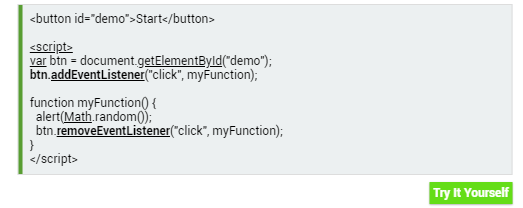 <button id="demo">Start</button>
<script>
var btn = document.getElementById("demo");
btn.addEventListener("click", myFunction);
function myFunction() {
alert(Math.random());
btn.removeEventListener("click", myFunction);
}
</script>
Try It Yourself